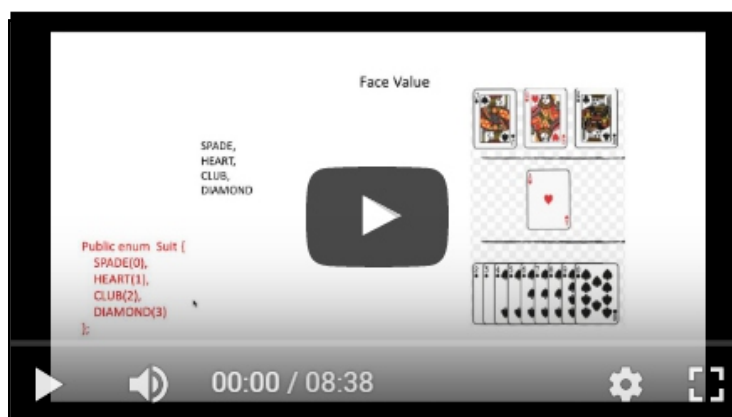 Face Value
SPADE,
HEART,
CLUB,
DIAMOND
Public enum Suit {
SPADE(0),
HEART(1),
CLUB(2),
DIAMOND(3)
};
00:00 / 08:38